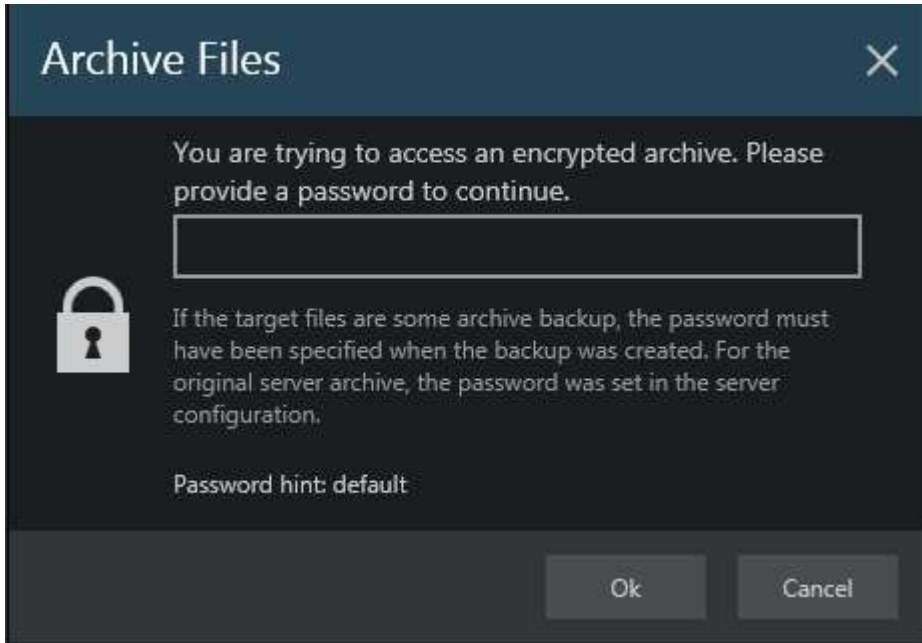 Archive Files
You are trying to access an encrypted archive. Please
provide a password to continue.
If the target files are some archive backup, the password must
have been specified when the backup was created. For the
original server archive, the password was set in the server
configuration.
Password hint: default
Ok
Cancel